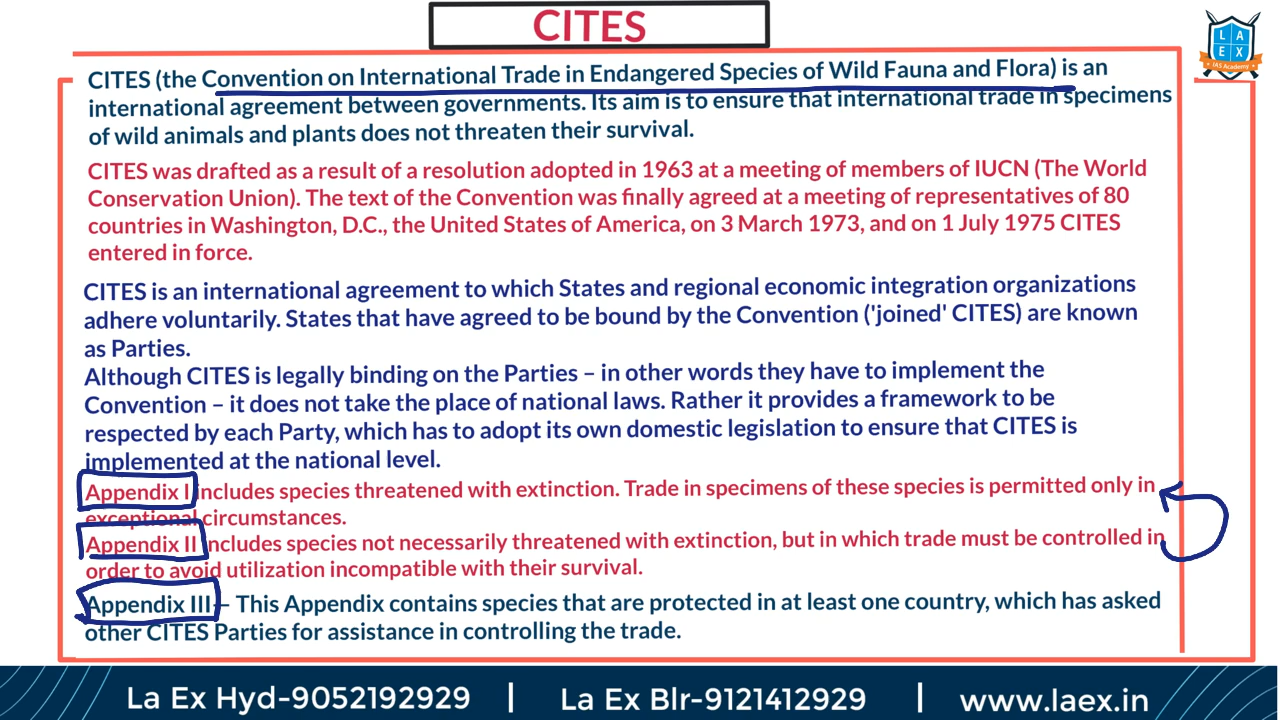 CITES
L A
E X
IAS Academy
CITES (the Convention on International Trade in Endangered Species of Wild Fauna and Flora) is an
international agreement between governments. Its aim is to ensure that international trade in specimens
of wild animals and plants does not threaten their survival.
CITES was drafted as a result of a resolution adopted in 1963 at a meeting of members of IUCN (The World
Conservation Union). The text of the Convention was finally agreed at a meeting of representatives of 80
countries in Washington, D.C., the United States of America, on 3 March 1973, and on 1 July 1975 CITES
entered in force.
CITES is an international agreement to which States and regional economic integration organizations
adhere voluntarily. States that have agreed to be bound by the Convention ('joined' CITES) are known
as Parties.
Although CITES is legally binding on the Parties – in other words they have to implement the
Convention – it does not take the place of national laws. Rather it provides a framework to be
respected by each Party, which has to adopt its own domestic legislation to ensure that CITES is
implemented at the national level.
Appendix I includes species threatened with extinction. Trade in specimens of these species is permitted only in
exceptional circumstances.
Appendix II includes species not necessarily threatened with extinction, but in which trade must be controlled in
order to avoid utilization incompatible with their survival.
Appendix III – This Appendix contains species that are protected in at least one country, which has asked
other CITES Parties for assistance in controlling the trade.
La Ex Hyd-9052192929 | La Ex Blr-9121412929 | www.laex.in